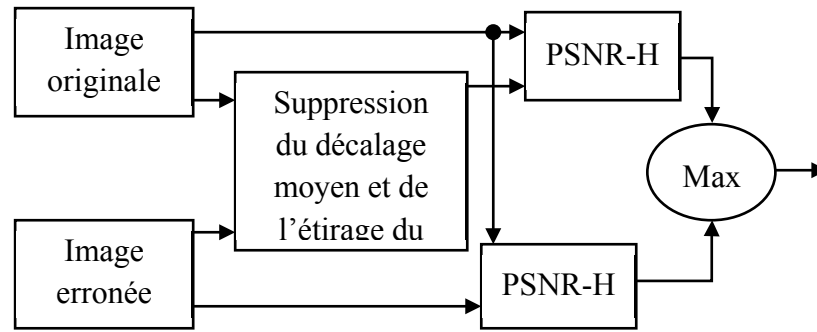 Image
originale
PSNR-H
Suppression
du décalage
moyen et de
l’étirage du
Max
Image
erronée
PSNR-H